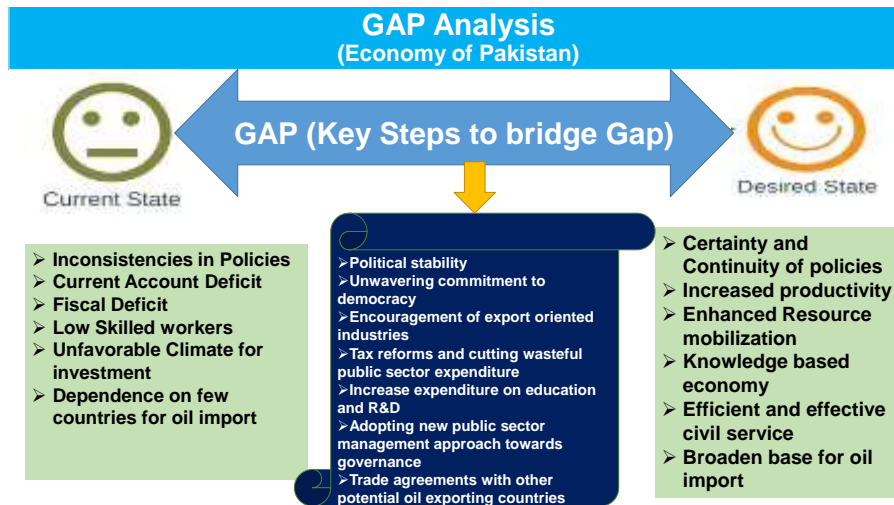 GAP Analysis
(Economy of Pakistan)
GAP (Key Steps to bridge Gap)
Current State
Desired State
➢ Inconsistencies in Policies
➢ Current Account Deficit
➢ Fiscal Deficit
➢ Low Skilled workers
➢ Unfavorable Climate for
investment
➢ Dependence on few
countries for oil import
➢Political stability
➢Unwavering commitment to
democracy
➢Encouragement of export oriented
industries
➢Tax reforms and cutting wasteful
public sector expenditure
➢Increase expenditure on education
and R&D
➢Adopting new public sector
management approach towards
governance
➢Trade agreements with other
potential oil exporting countries
➢ Certainty and
Continuity of policies
➢ Increased productivity
➢ Enhanced Resource
mobilization
➢ Knowledge based
economy
➢ Efficient and effective
civil service
➢ Broaden base for oil
import